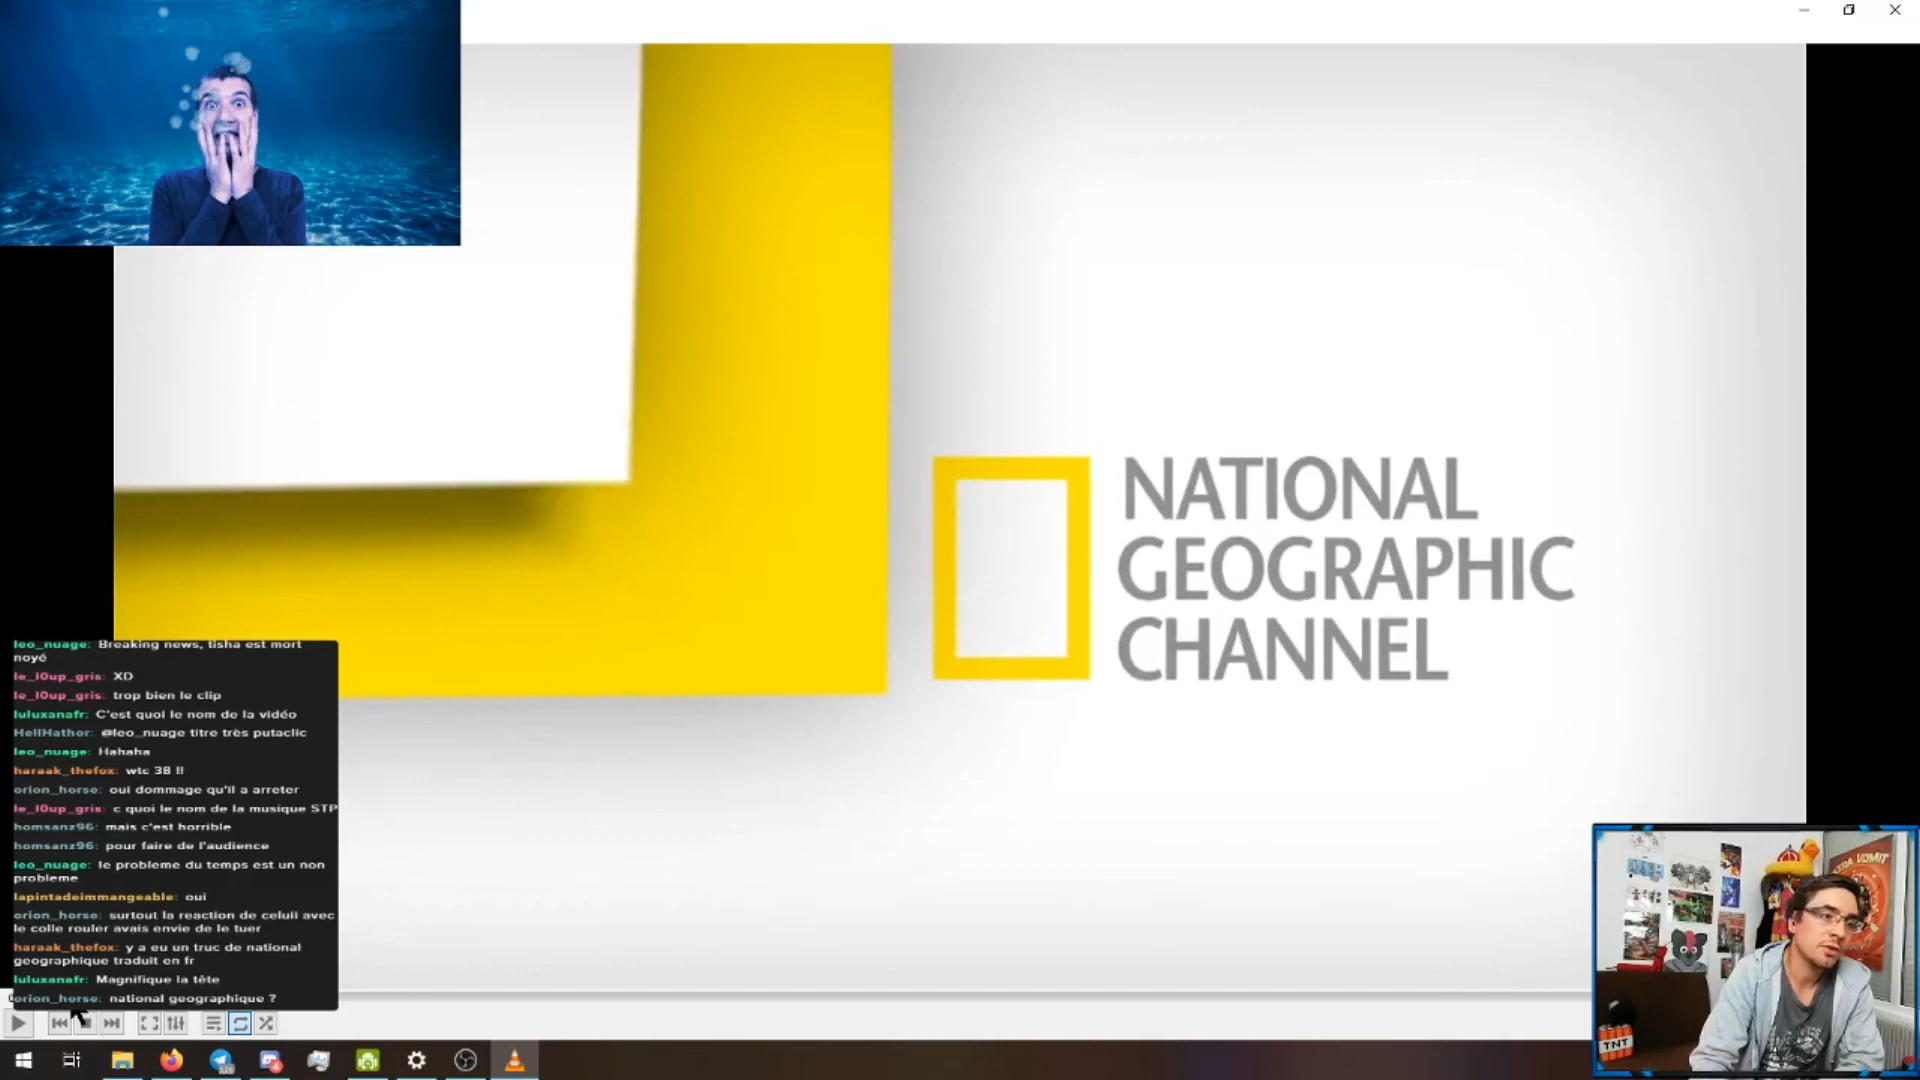 NATIONAL
GEOGRAPHIC
CHANNEL
leo_nuage: Breaking news, tisha est mort
noyé
le_l0up_gris: XD
le_l0up_gris: trop bien le clip
luluxanafr: C'est quoi le nom de la vidéo
HellHathor: @leo_nuage titre très putaclic
leo_nuage: Hahaha
haraak_thefox: wtc 38 !!
orion_horse: oui dommage qu'il a arreter
le_l0up_gris: c quoi le nom de la musique STP
homsanz96: mais c'est horrible
homsanz96: pour faire de l'audience
leo_nuage: le probleme du temps est un non
probleme
lapintadeimmangeable: oui
orion_horse: surtout la reaction de celuii avec
le colle rouler avais envie de le tuer
haraak_thefox: y a eu un truc de national
geographique traduit en fr
luluxanafr: Magnifique la tête
orion_horse: national geographique ?
VOMIT
TNT